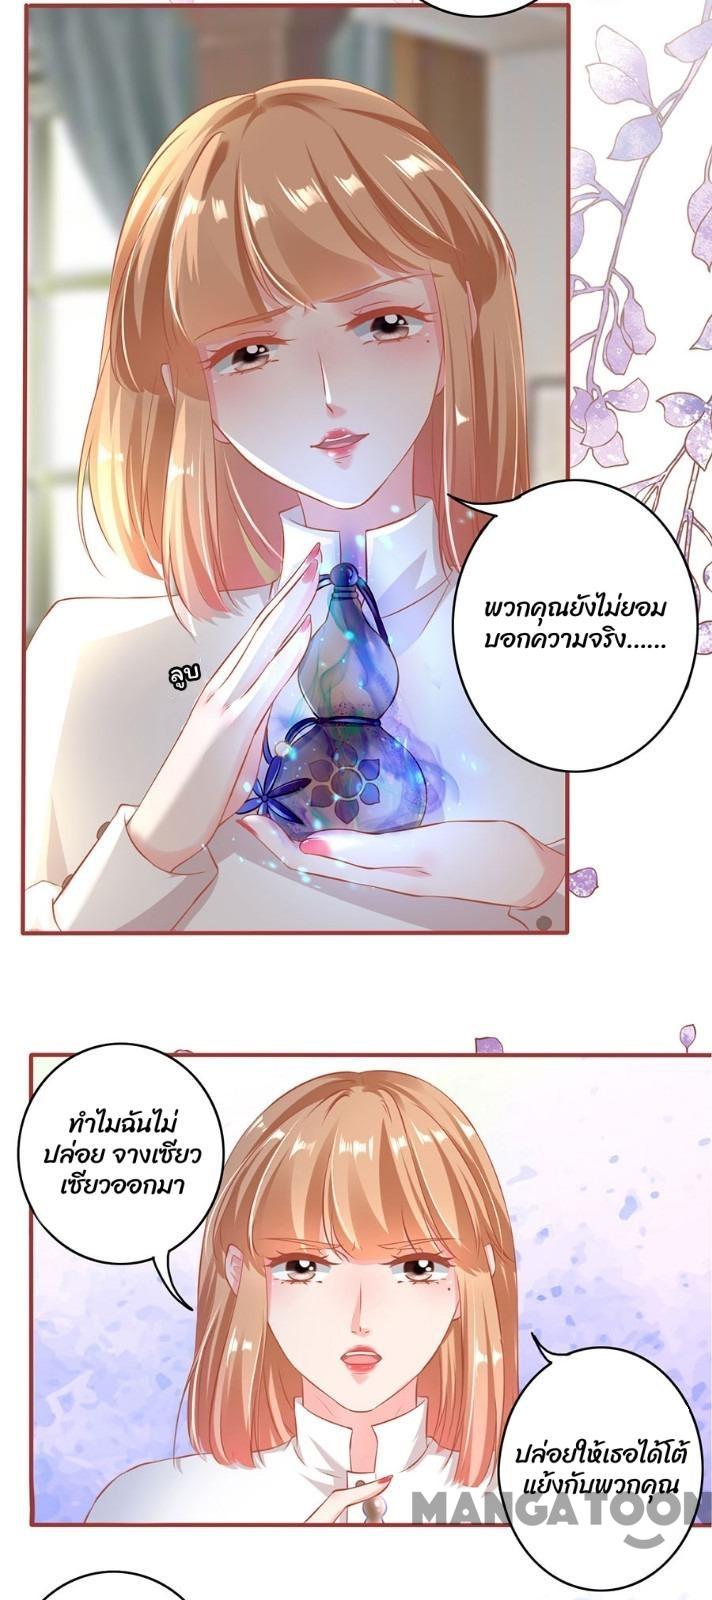 พวกคุณยังไม่ยอม
บอกความจริง......
ลูบ
ทำไมฉันไม่
ปล่อย จางเซียว
เซียวออกมา
ปล่อยให้เธอได้โต้
แย้งกับพวกคุณ
MANGATOON